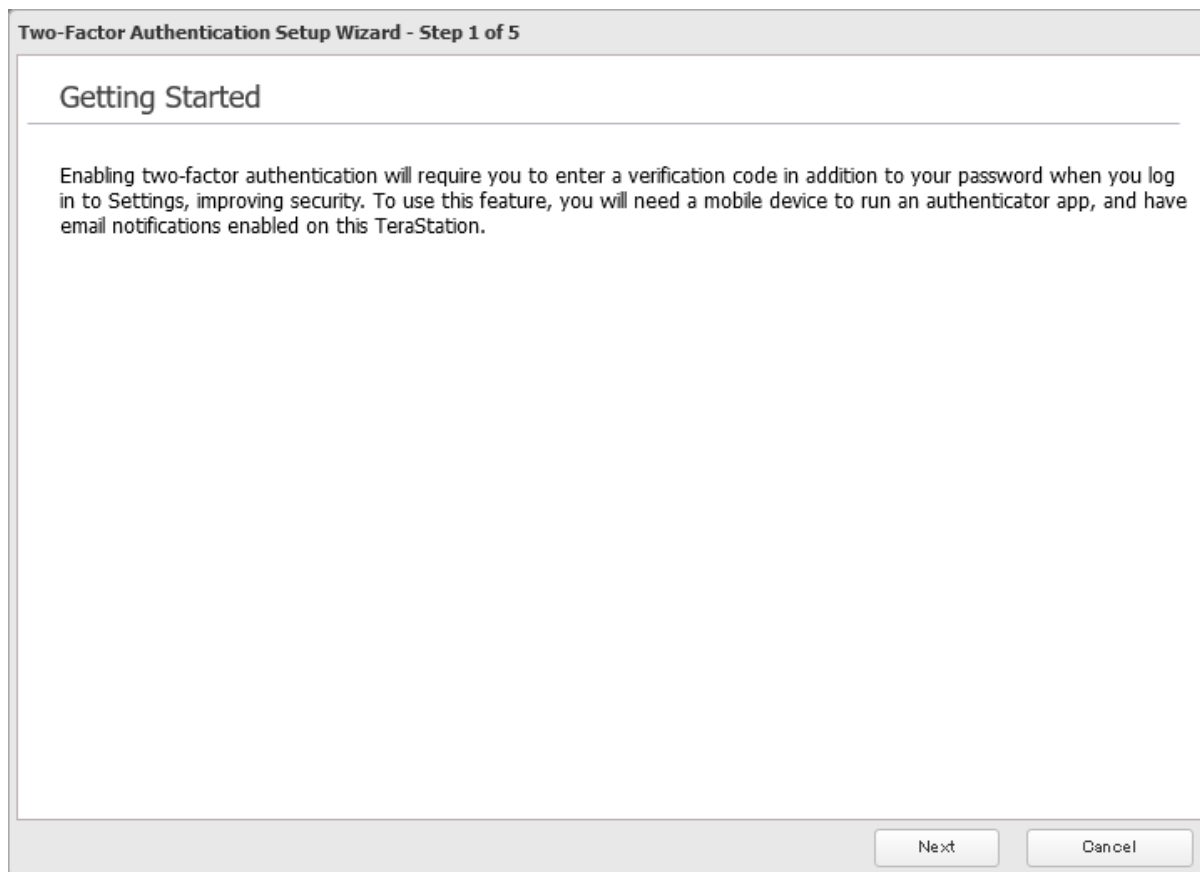 Two-Factor Authentication Setup Wizard - Step 1 of 5
Getting Started
Enabling two-factor authentication will require you to enter a verification code in addition to your password when you log
in to Settings, improving security. To use this feature, you will need a mobile device to run an authenticator app, and have
email notifications enabled on this TeraStation.
Next
Cancel